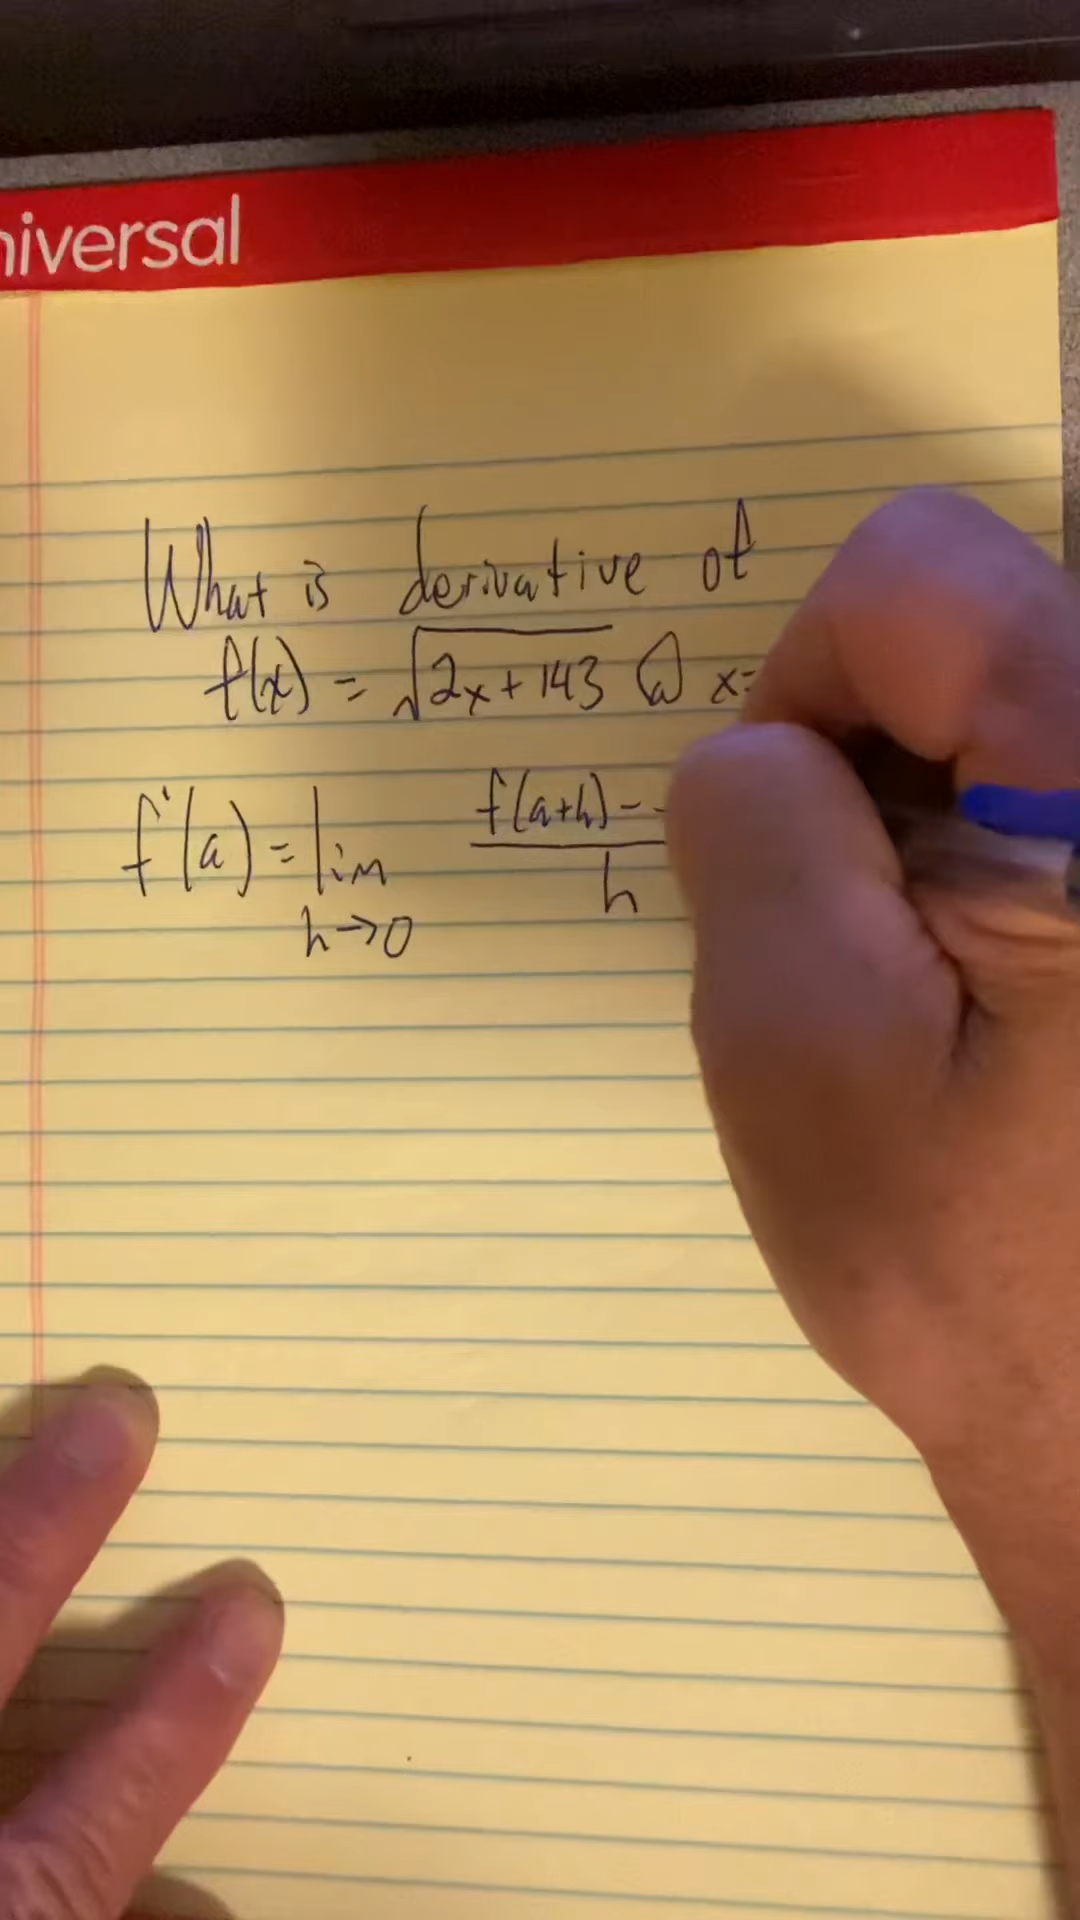 niversal
What is derivative of
f(x) = √2x+143 @ x=
f'(a) = lim f(a+h) -
h
h→0